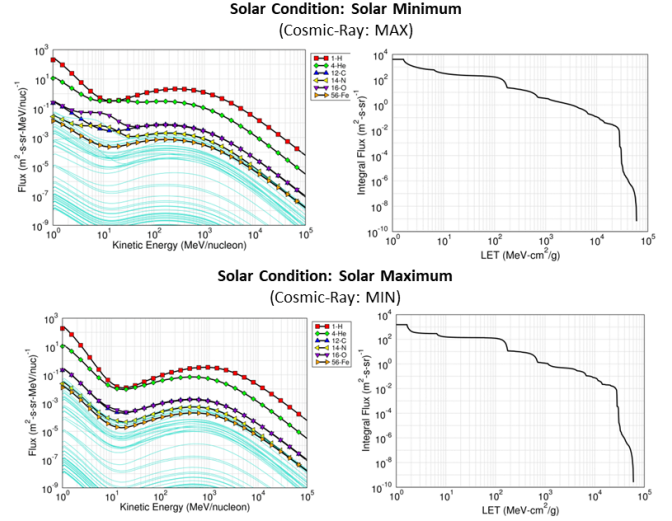 Solar Condition: Solar Minimum
(Cosmic-Ray: MAX)
Flux (m²-s-sr-MeV/nuc)⁻¹
10³
10¹
10⁻¹
10⁻³
10⁻⁵
10⁻⁷
10⁻⁹
10⁰ 10¹ 10² 10³ 10⁴ 10⁵
Kinetic Energy (MeV/nucleon)
1-H
4-He
12-C
14-N
16-O
56-Fe
Integral Flux (m²-s-sr)⁻¹
10⁴
10²
10⁰
10⁻²
10⁻⁴
10⁻⁶
10⁻⁸
10⁻¹⁰
10⁰ 10¹ 10² 10³ 10⁴ 10⁵
LET (MeV-cm²/g)
Solar Condition: Solar Maximum
(Cosmic-Ray: MIN)
Flux (m²-s-sr-MeV/nuc)⁻¹
10³
10¹
10⁻¹
10⁻³
10⁻⁵
10⁻⁷
10⁻⁹
10⁰ 10¹ 10² 10³ 10⁴ 10⁵
Kinetic Energy (MeV/nucleon)
1-H
4-He
12-C
14-N
16-O
56-Fe
Integral Flux (m²-s-sr)⁻¹
10⁴
10²
10⁰
10⁻²
10⁻⁴
10⁻⁶
10⁻⁸
10⁻¹⁰
10⁰ 10¹ 10² 10³ 10⁴ 10⁵
LET (MeV-cm²/g)